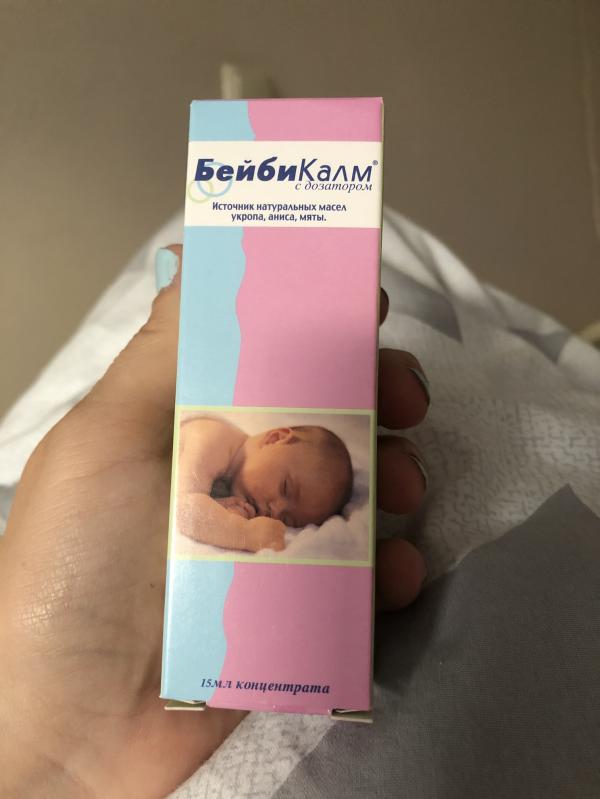 БейбиКалм®
с дозатором
Источник натуральных масел
укропа, аниса, мяты.
15мл концентрата